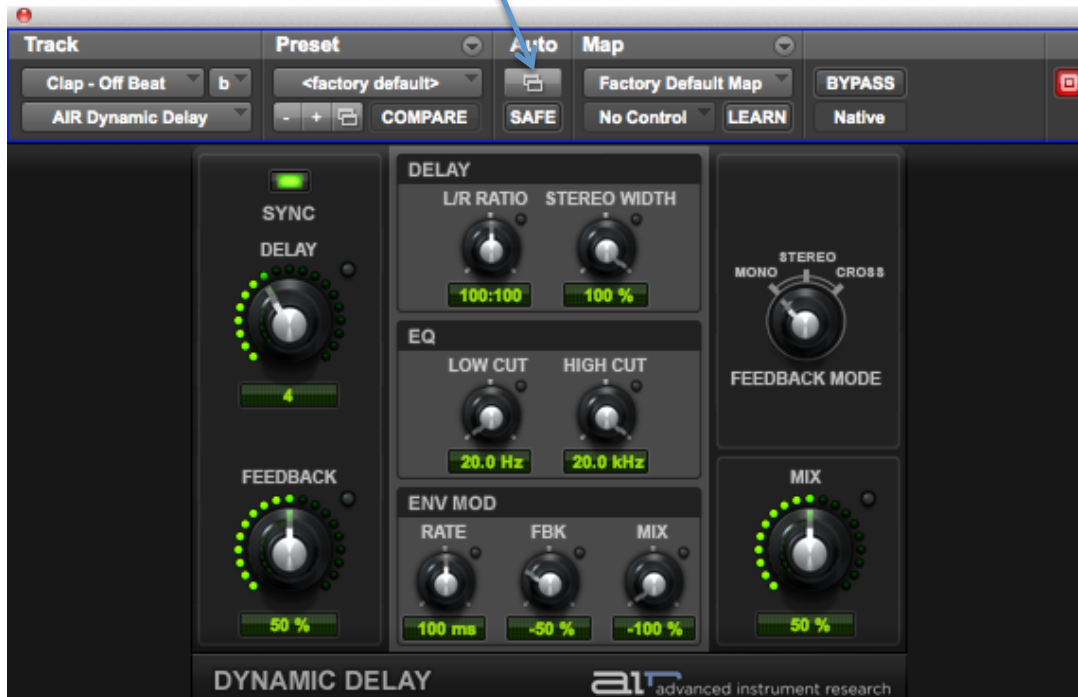 Track Preset Auto Map
Clap - Off Beat b <factory default> Factory Default Map BYPASS
AIR Dynamic Delay - + COMPARE SAFE No Control LEARN Native
SYNC
DELAY
4
FEEDBACK
50 %
DELAY
L/R RATIO STEREO WIDTH
100:100 100 %
EQ
LOW CUT HIGH CUT
20.0 Hz 20.0 kHz
ENV MOD
RATE FBK MIX
100 ms -50 % -100 %
STEREO
MONO CROSS
FEEDBACK MODE
MIX
50 %
DYNAMIC DELAY AIR advanced instrument research